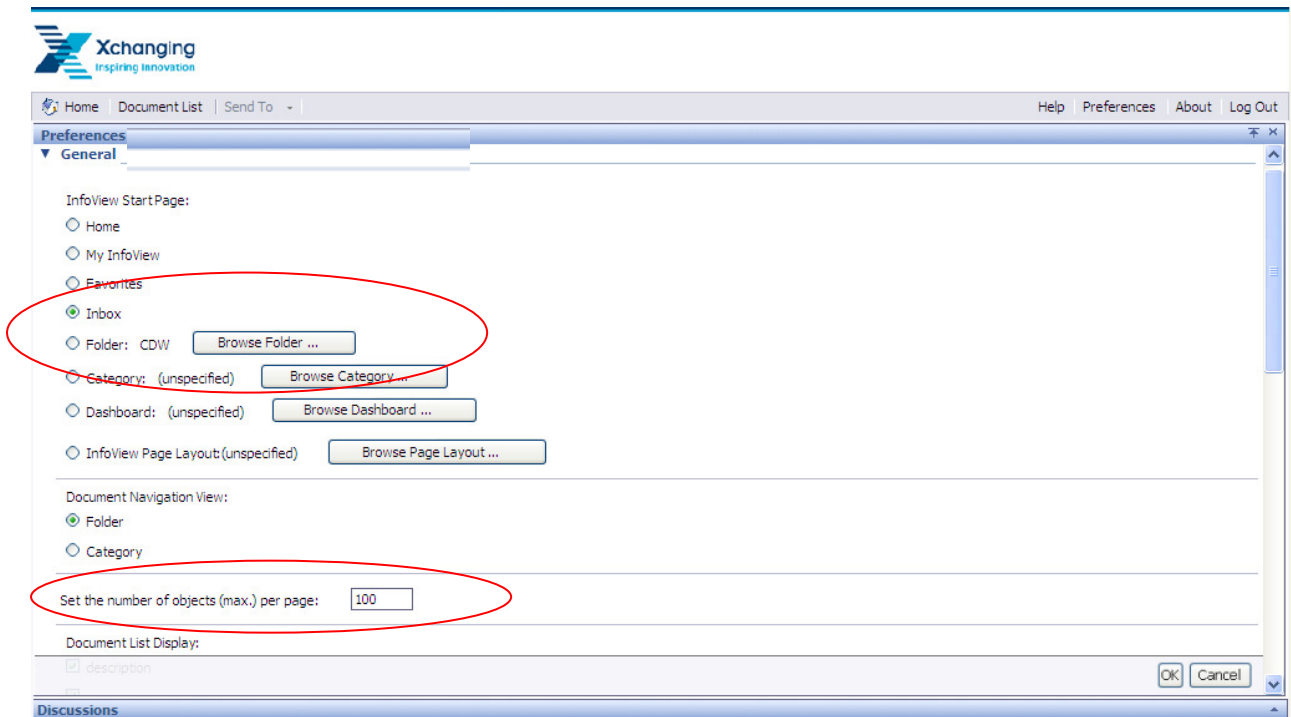 Xchanging
Inspiring Innovation
Home Document List Send To Help Preferences About Log Out
Preferences
General
InfoView Start Page:
Home
My InfoView
Favorites
Inbox
Folder: CDW Browse Folder ...
Category: (unspecified) Browse Category ...
Dashboard: (unspecified) Browse Dashboard ...
InfoView Page Layout:(unspecified) Browse Page Layout ...
Document Navigation View:
Folder
Category
Set the number of objects (max.) per page: 100
Document List Display:
description
OK Cancel
Discussions